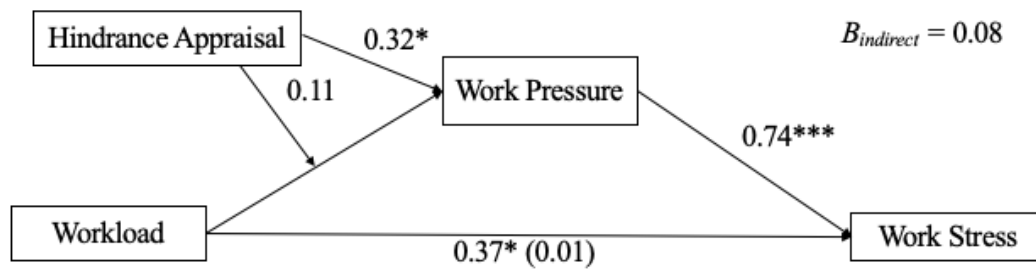 Hindrance Appraisal
0.32*
B indirect = 0.08
0.11
Work Pressure
0.74***
Workload
0.37* (0.01)
Work Stress